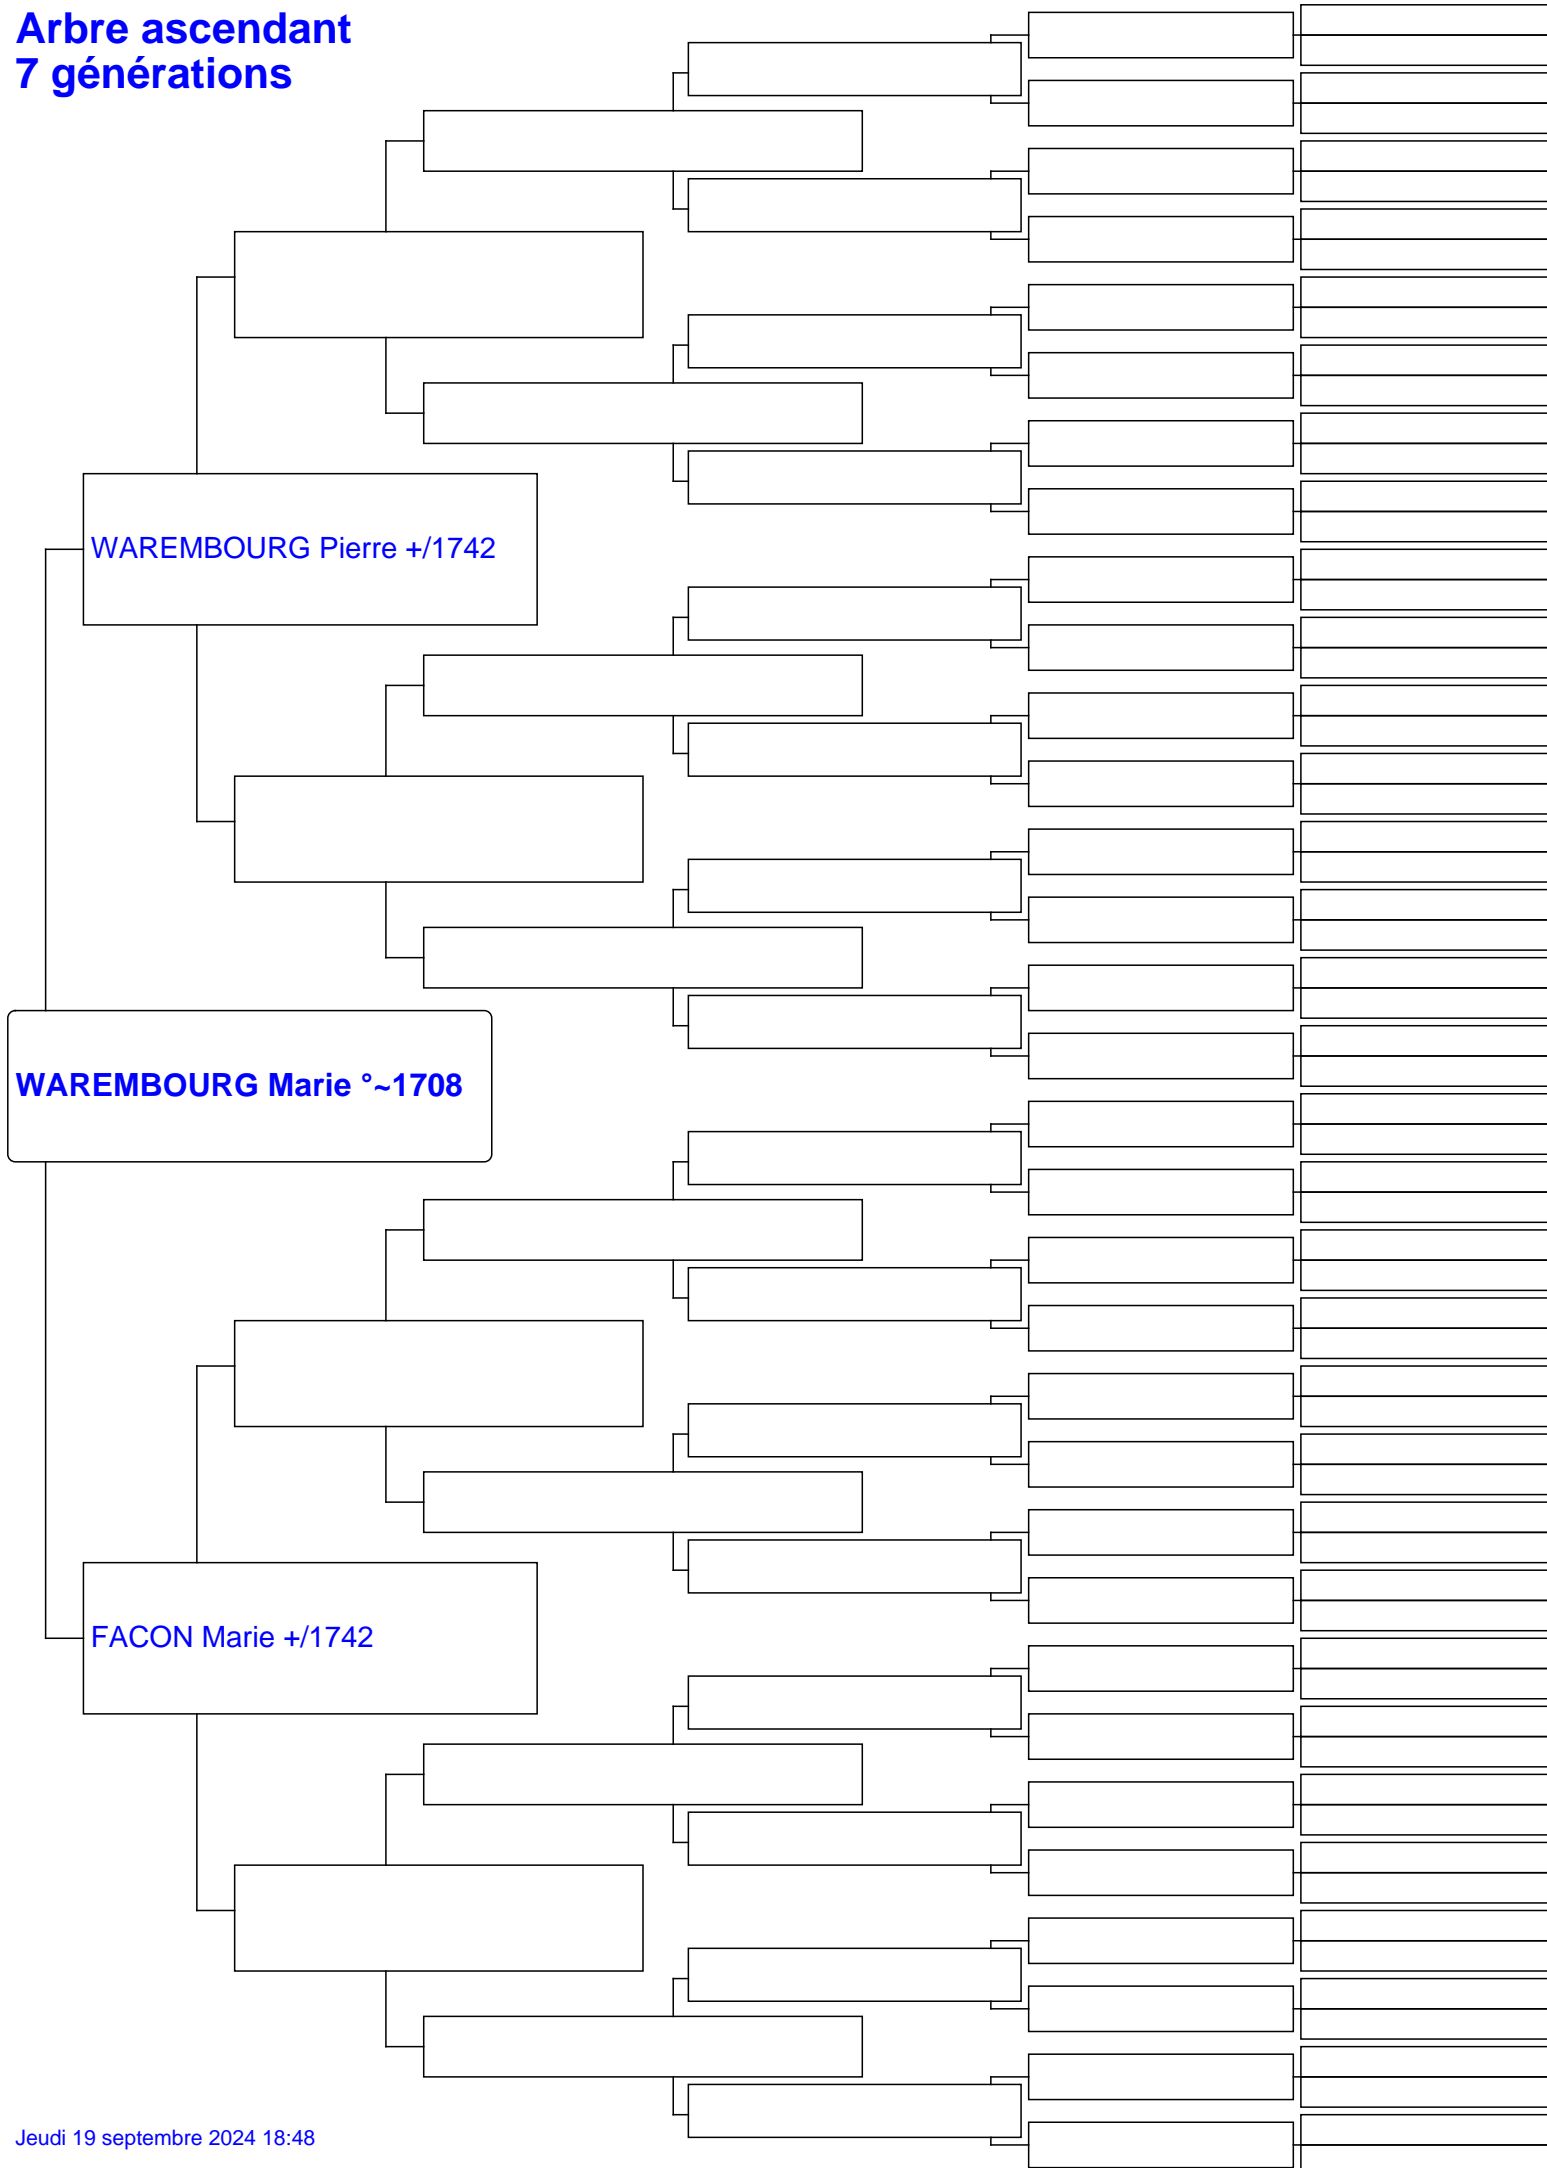 Arbre ascendant
7 générations
WAREMBOURG Pierre +/1742
WAREMBOURG Marie °~1708
FACON Marie +/1742
Jeudi 19 septembre 2024 18:48